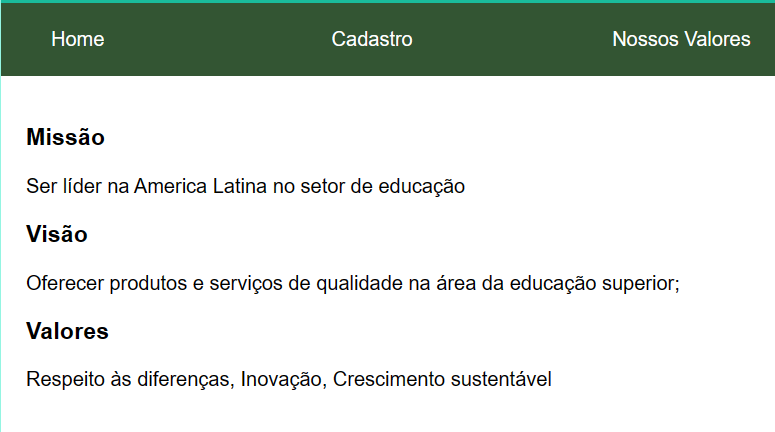 Home Cadastro Nossos Valores
Missão
Ser líder na America Latina no setor de educação
Visão
Oferecer produtos e serviços de qualidade na área da educação superior;
Valores
Respeito às diferenças, Inovação, Crescimento sustentável